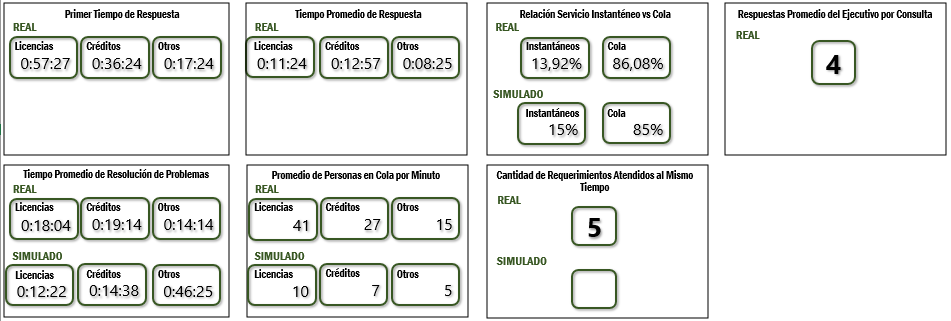 Primer Tiempo de Respuesta
REAL
Licencias Créditos Otros
0:57:27 0:36:24 0:17:24
Tiempo Promedio de Respuesta
REAL
Licencias Créditos Otros
0:11:24 0:12:57 0:08:25
Relación Servicio Instantáneo vs Cola
REAL
Instantáneos Cola
13,92% 86,08%
SIMULADO
Instantáneos Cola
15% 85%
Respuestas Promedio del Ejecutivo por Consulta
REAL
4
Tiempo Promedio de Resolución de Problemas
REAL
Licencias Créditos Otros
0:18:04 0:19:14 0:14:14
SIMULADO
Licencias Créditos Otros
0:12:22 0:14:38 0:46:25
Promedio de Personas en Cola por Minuto
REAL
Licencias Créditos Otros
41 27 15
SIMULADO
Licencias Créditos Otros
10 7 5
Cantidad de Requerimientos Atendidos al Mismo
Tiempo
REAL
5
SIMULADO